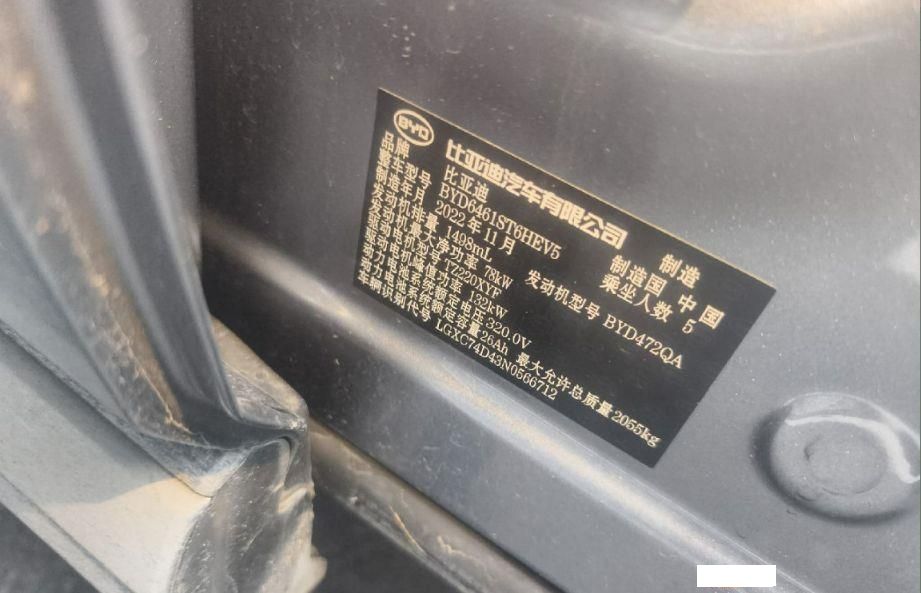 BYD 比亚迪汽车有限公司 制造
品牌 比亚迪 制造国 中国
整车型号 BYD6461ST6HEV5 乘坐人数 5
制造年月 2022年11月
发动机排量 1498mL 发动机型号 BYD472QA
发动机最大净功率 78kW
驱动电机型号 TZ220XYF
驱动电机峰值功率 132kW
动力电池系统额定电压 320.0V
动力电池系统额定容量 26Ah 最大允许总质量 2055kg
车辆识别代号 LGXC74D43N0566712